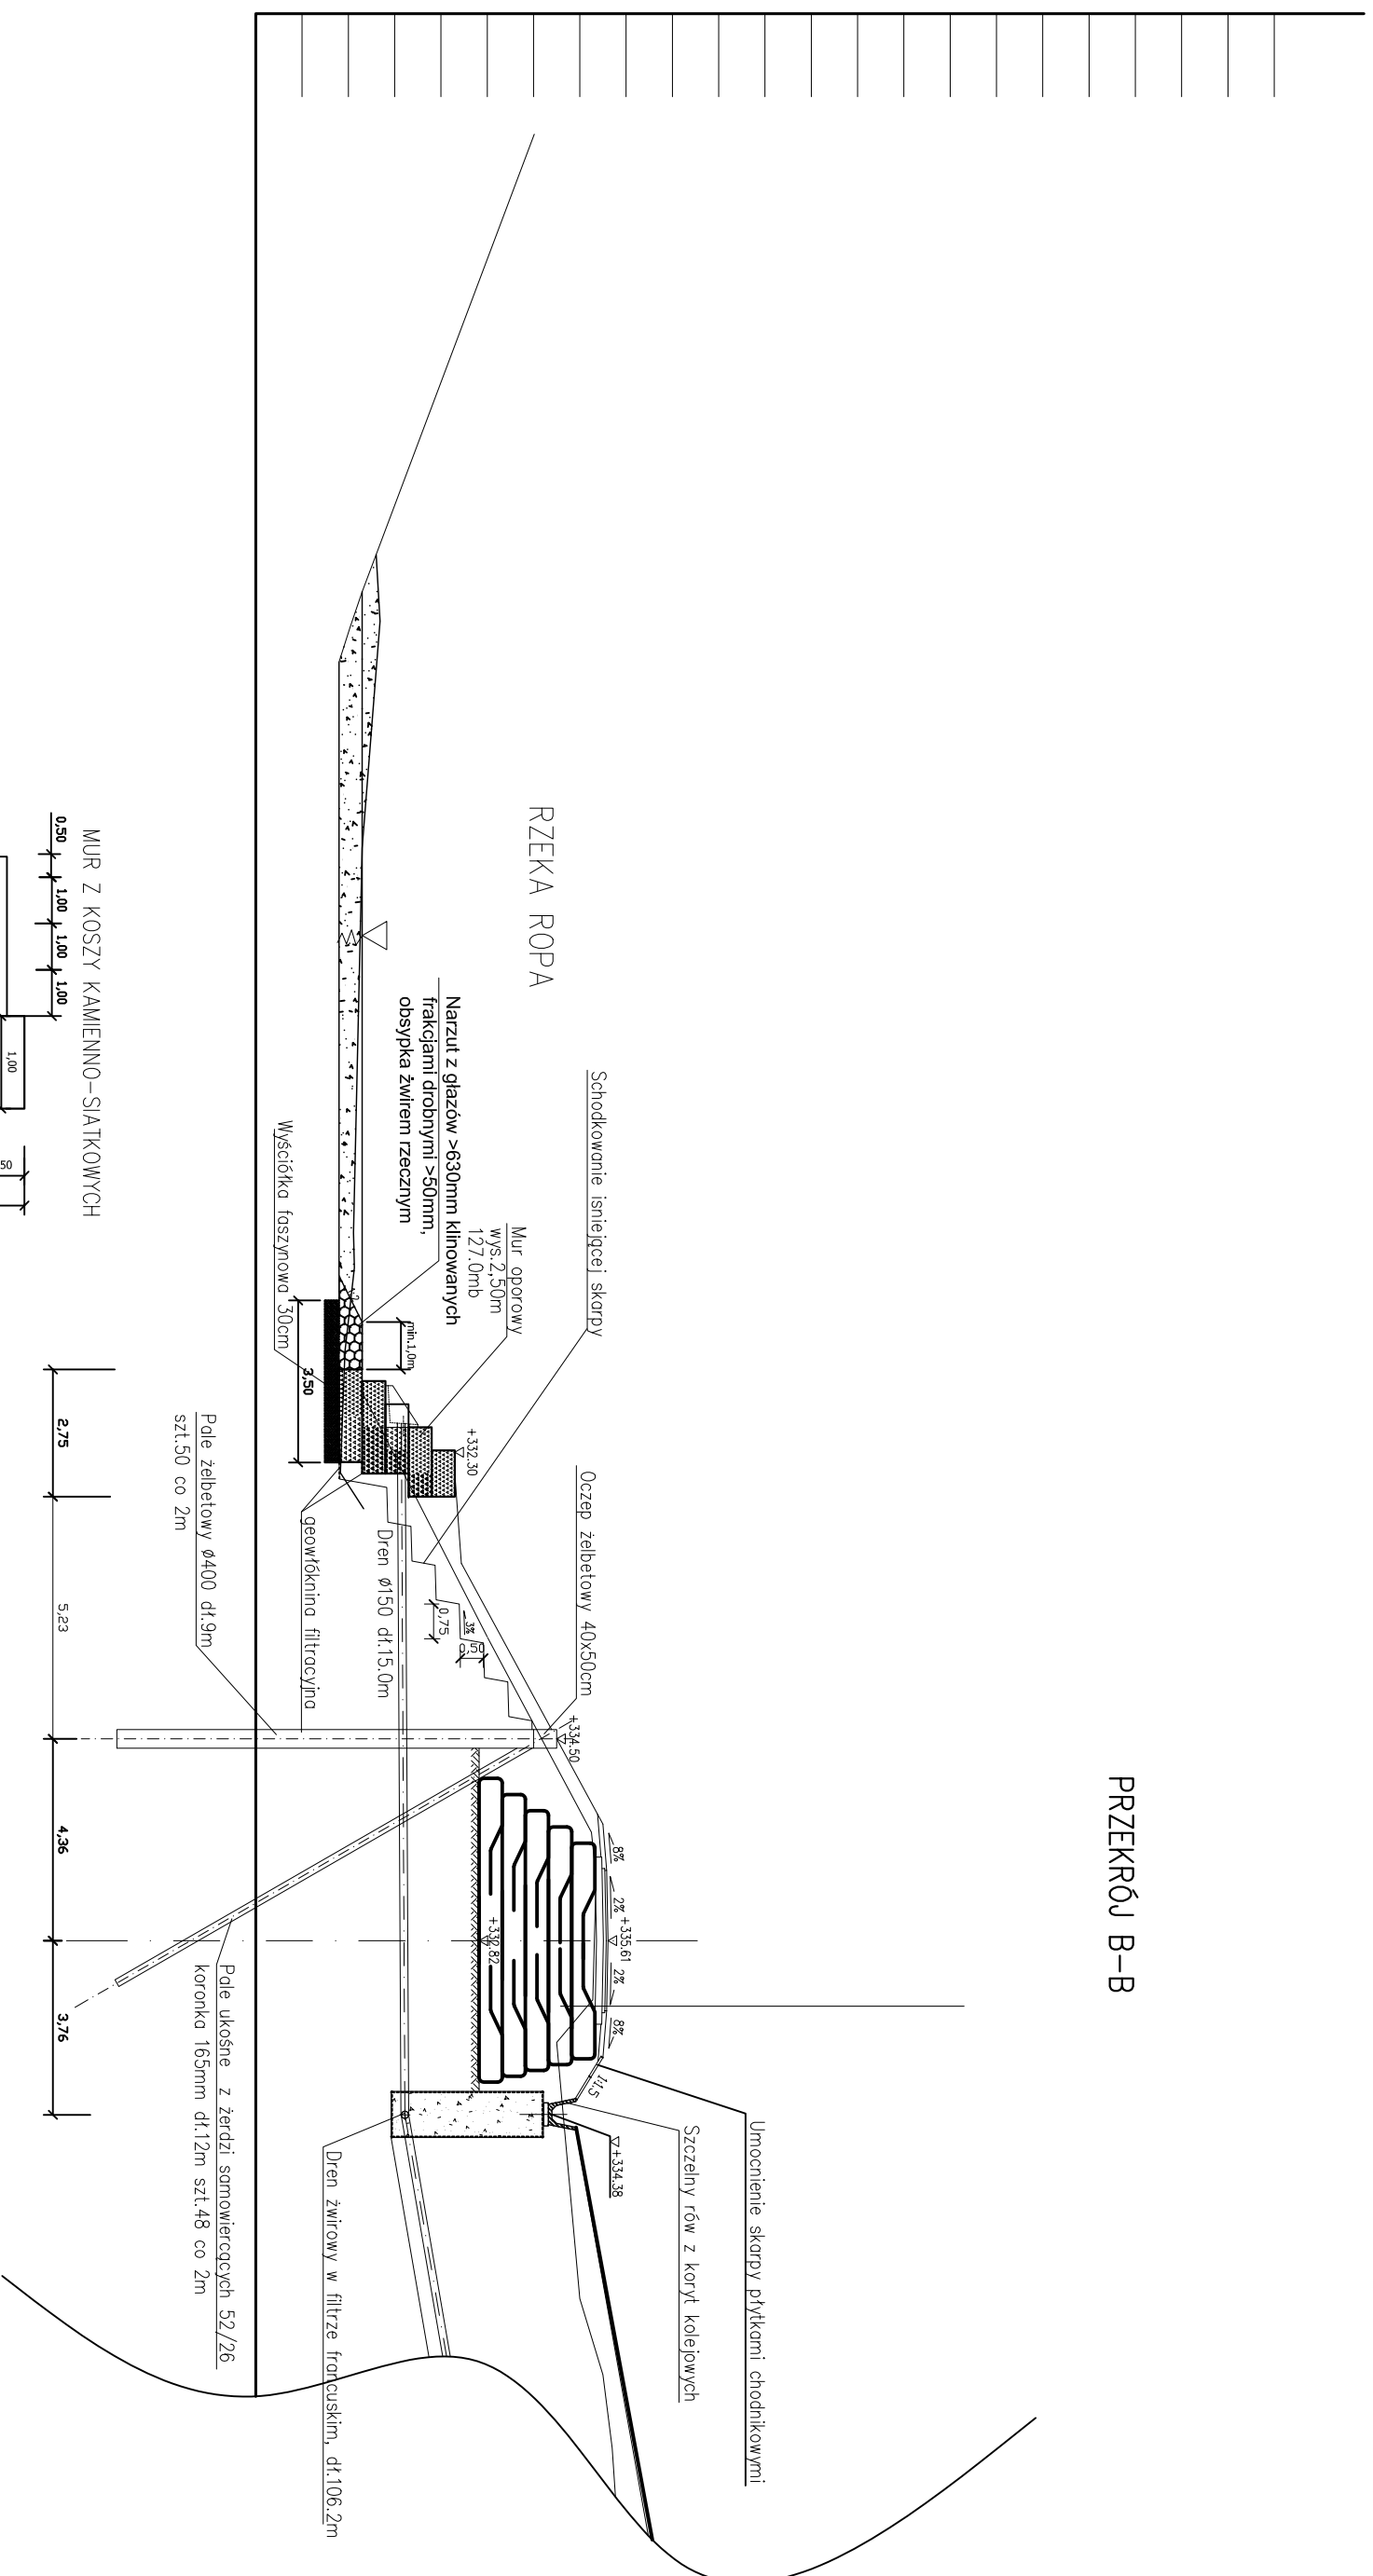 PRZEKRÓJ B-B
Umocnienie skarpy płytkami chodnikowymi
Szczelny rów z koryt kolejowych
+334.38
1:1.5
8%
2%
+335.61
2%
8%
+332.82
RZEKA ROPA
Schodkowanie isniejącej skarpy
Mur oporowy
wys.2,50m
127.0mb
Narzut z głazów >630mm klinowanych
frakcjami drobnymi >50mm,
obsypka żwirem rzecznym
min.1,0m
+332.30
Oczep żelbetowy 40x50cm
+334.50
3%
0,75
0,50
Dren Ø150 dł.15.0m
geowłóknina filtracyjna
Wyściółka faszynowa 30cm
3,50
Dren żwirowy w filtrze francuskim, dł.106.2m
Pale żelbetowy Ø400 dł.9m
szt.50 co 2m
Pale ukośne z żerdzi samowiercących 52/26
koronka 165mm dł.12m szt.48 co 2m
2,75
5,23
4,36
3,76
MUR Z KOSZY KAMIENNO-SIATKOWYCH
0,50
1,00
1,00
1,00
1,00
50